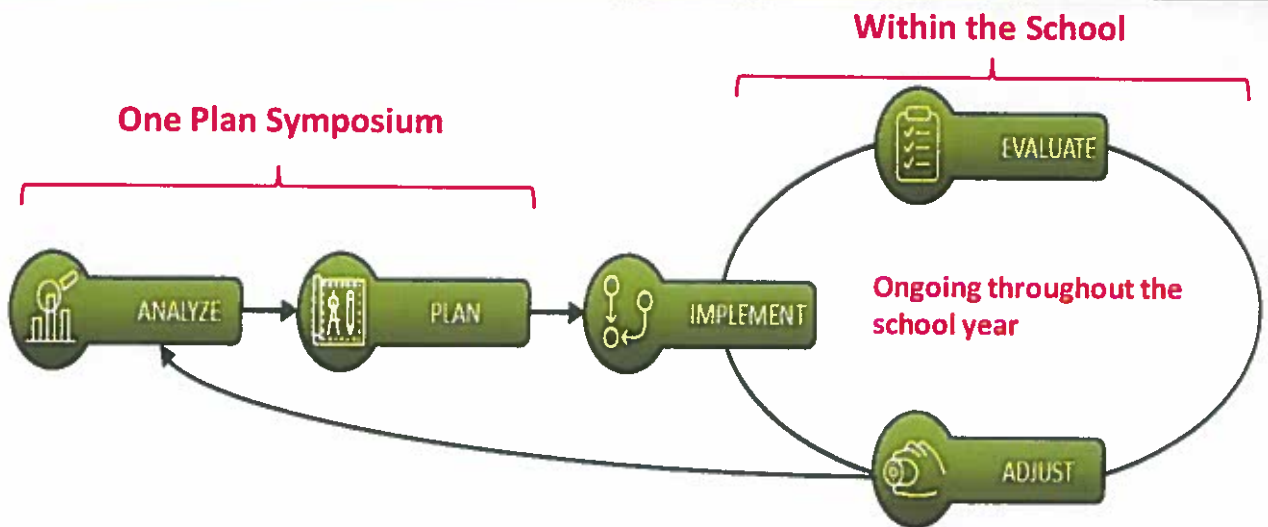 Within the School
One Plan Symposium
EVALUATE
ANALYZE
PLAN
IMPLEMENT
Ongoing throughout the
school year
ADJUST